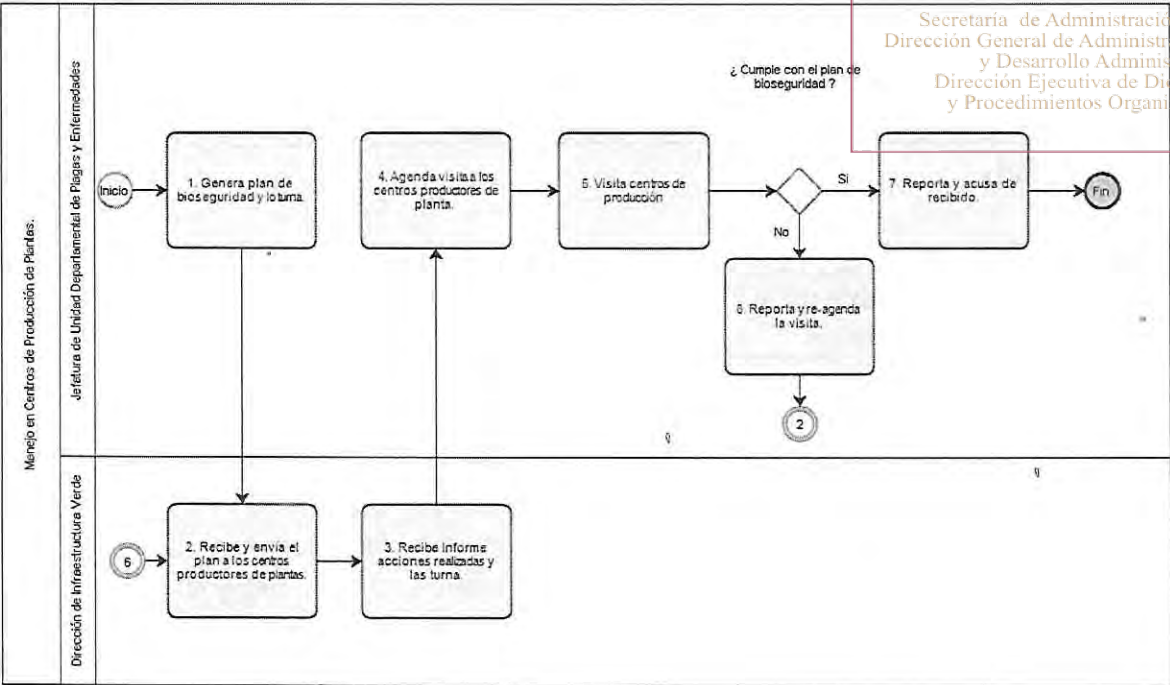 Secretaría de Administració
Dirección General de Administr
y Desarrollo Adminis
Dirección Ejecutiva de Di
y Procedimientos Organi
Manejo en Centros de Producción de Plantas.
Jefatura de Unidad Departamental de Plagas y Enfermedades
¿ Cumple con el plan de
bioseguridad ?
Inicio
1. Genera plan de
bioseguridad y lo turna.
4. Agenda visita a los
centros productores de
planta.
5. Visita centros de
producción
Si
7. Reporta y acusa de
recibido.
Fin
No
6. Reporta y re-agenda
la visita.
2
Dirección de Infraestructura Verde
6
2. Recibe y envía el
plan a los centros
productores de plantas.
3. Recibe informe
acciones realizadas y
las turna.